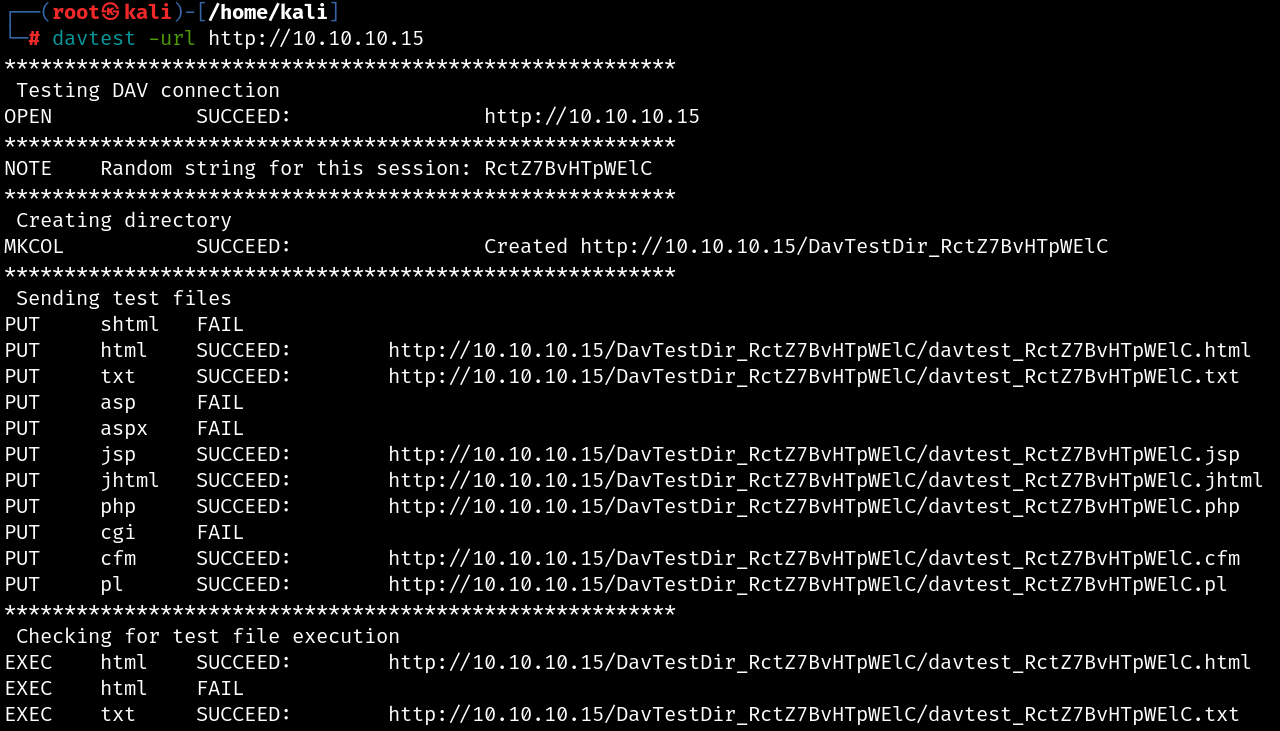 ┌──(root㉿kali)-[/home/kali]
└─# davtest -url http://10.10.10.15
********************************************************
 Testing DAV connection
OPEN            SUCCEED:                http://10.10.10.15
********************************************************
NOTE    Random string for this session: RctZ7BvHTpWElC
********************************************************
 Creating directory
MKCOL           SUCCEED:                Created http://10.10.10.15/DavTestDir_RctZ7BvHTpWElC
********************************************************
 Sending test files
PUT     shtml   FAIL
PUT     html    SUCCEED:        http://10.10.10.15/DavTestDir_RctZ7BvHTpWElC/davtest_RctZ7BvHTpWElC.html
PUT     txt     SUCCEED:        http://10.10.10.15/DavTestDir_RctZ7BvHTpWElC/davtest_RctZ7BvHTpWElC.txt
PUT     asp     FAIL
PUT     aspx    FAIL
PUT     jsp     SUCCEED:        http://10.10.10.15/DavTestDir_RctZ7BvHTpWElC/davtest_RctZ7BvHTpWElC.jsp
PUT     jhtml   SUCCEED:        http://10.10.10.15/DavTestDir_RctZ7BvHTpWElC/davtest_RctZ7BvHTpWElC.jhtml
PUT     php     SUCCEED:        http://10.10.10.15/DavTestDir_RctZ7BvHTpWElC/davtest_RctZ7BvHTpWElC.php
PUT     cgi     FAIL
PUT     cfm     SUCCEED:        http://10.10.10.15/DavTestDir_RctZ7BvHTpWElC/davtest_RctZ7BvHTpWElC.cfm
PUT     pl      SUCCEED:        http://10.10.10.15/DavTestDir_RctZ7BvHTpWElC/davtest_RctZ7BvHTpWElC.pl
********************************************************
 Checking for test file execution
EXEC    html    SUCCEED:        http://10.10.10.15/DavTestDir_RctZ7BvHTpWElC/davtest_RctZ7BvHTpWElC.html
EXEC    html    FAIL
EXEC    txt     SUCCEED:        http://10.10.10.15/DavTestDir_RctZ7BvHTpWElC/davtest_RctZ7BvHTpWElC.txt